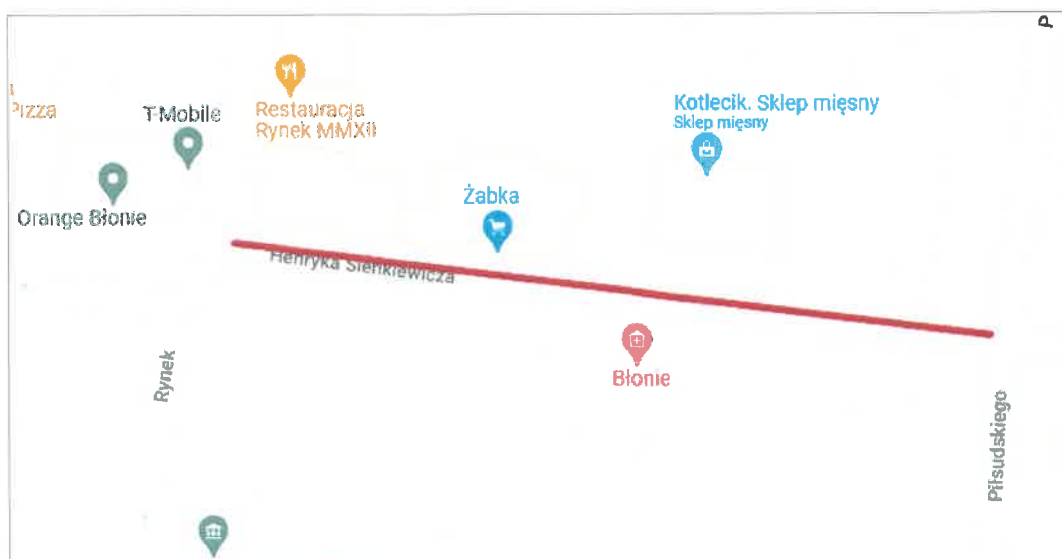 P
Pizza
T-Mobile
Restauracja
Rynek MMXII
Kotlecik. Sklep mięsny
Sklep mięsny
Orange Błonie
Żabka
Henryka Sienkiewicza
Rynek
Błonie
Piłsudskiego